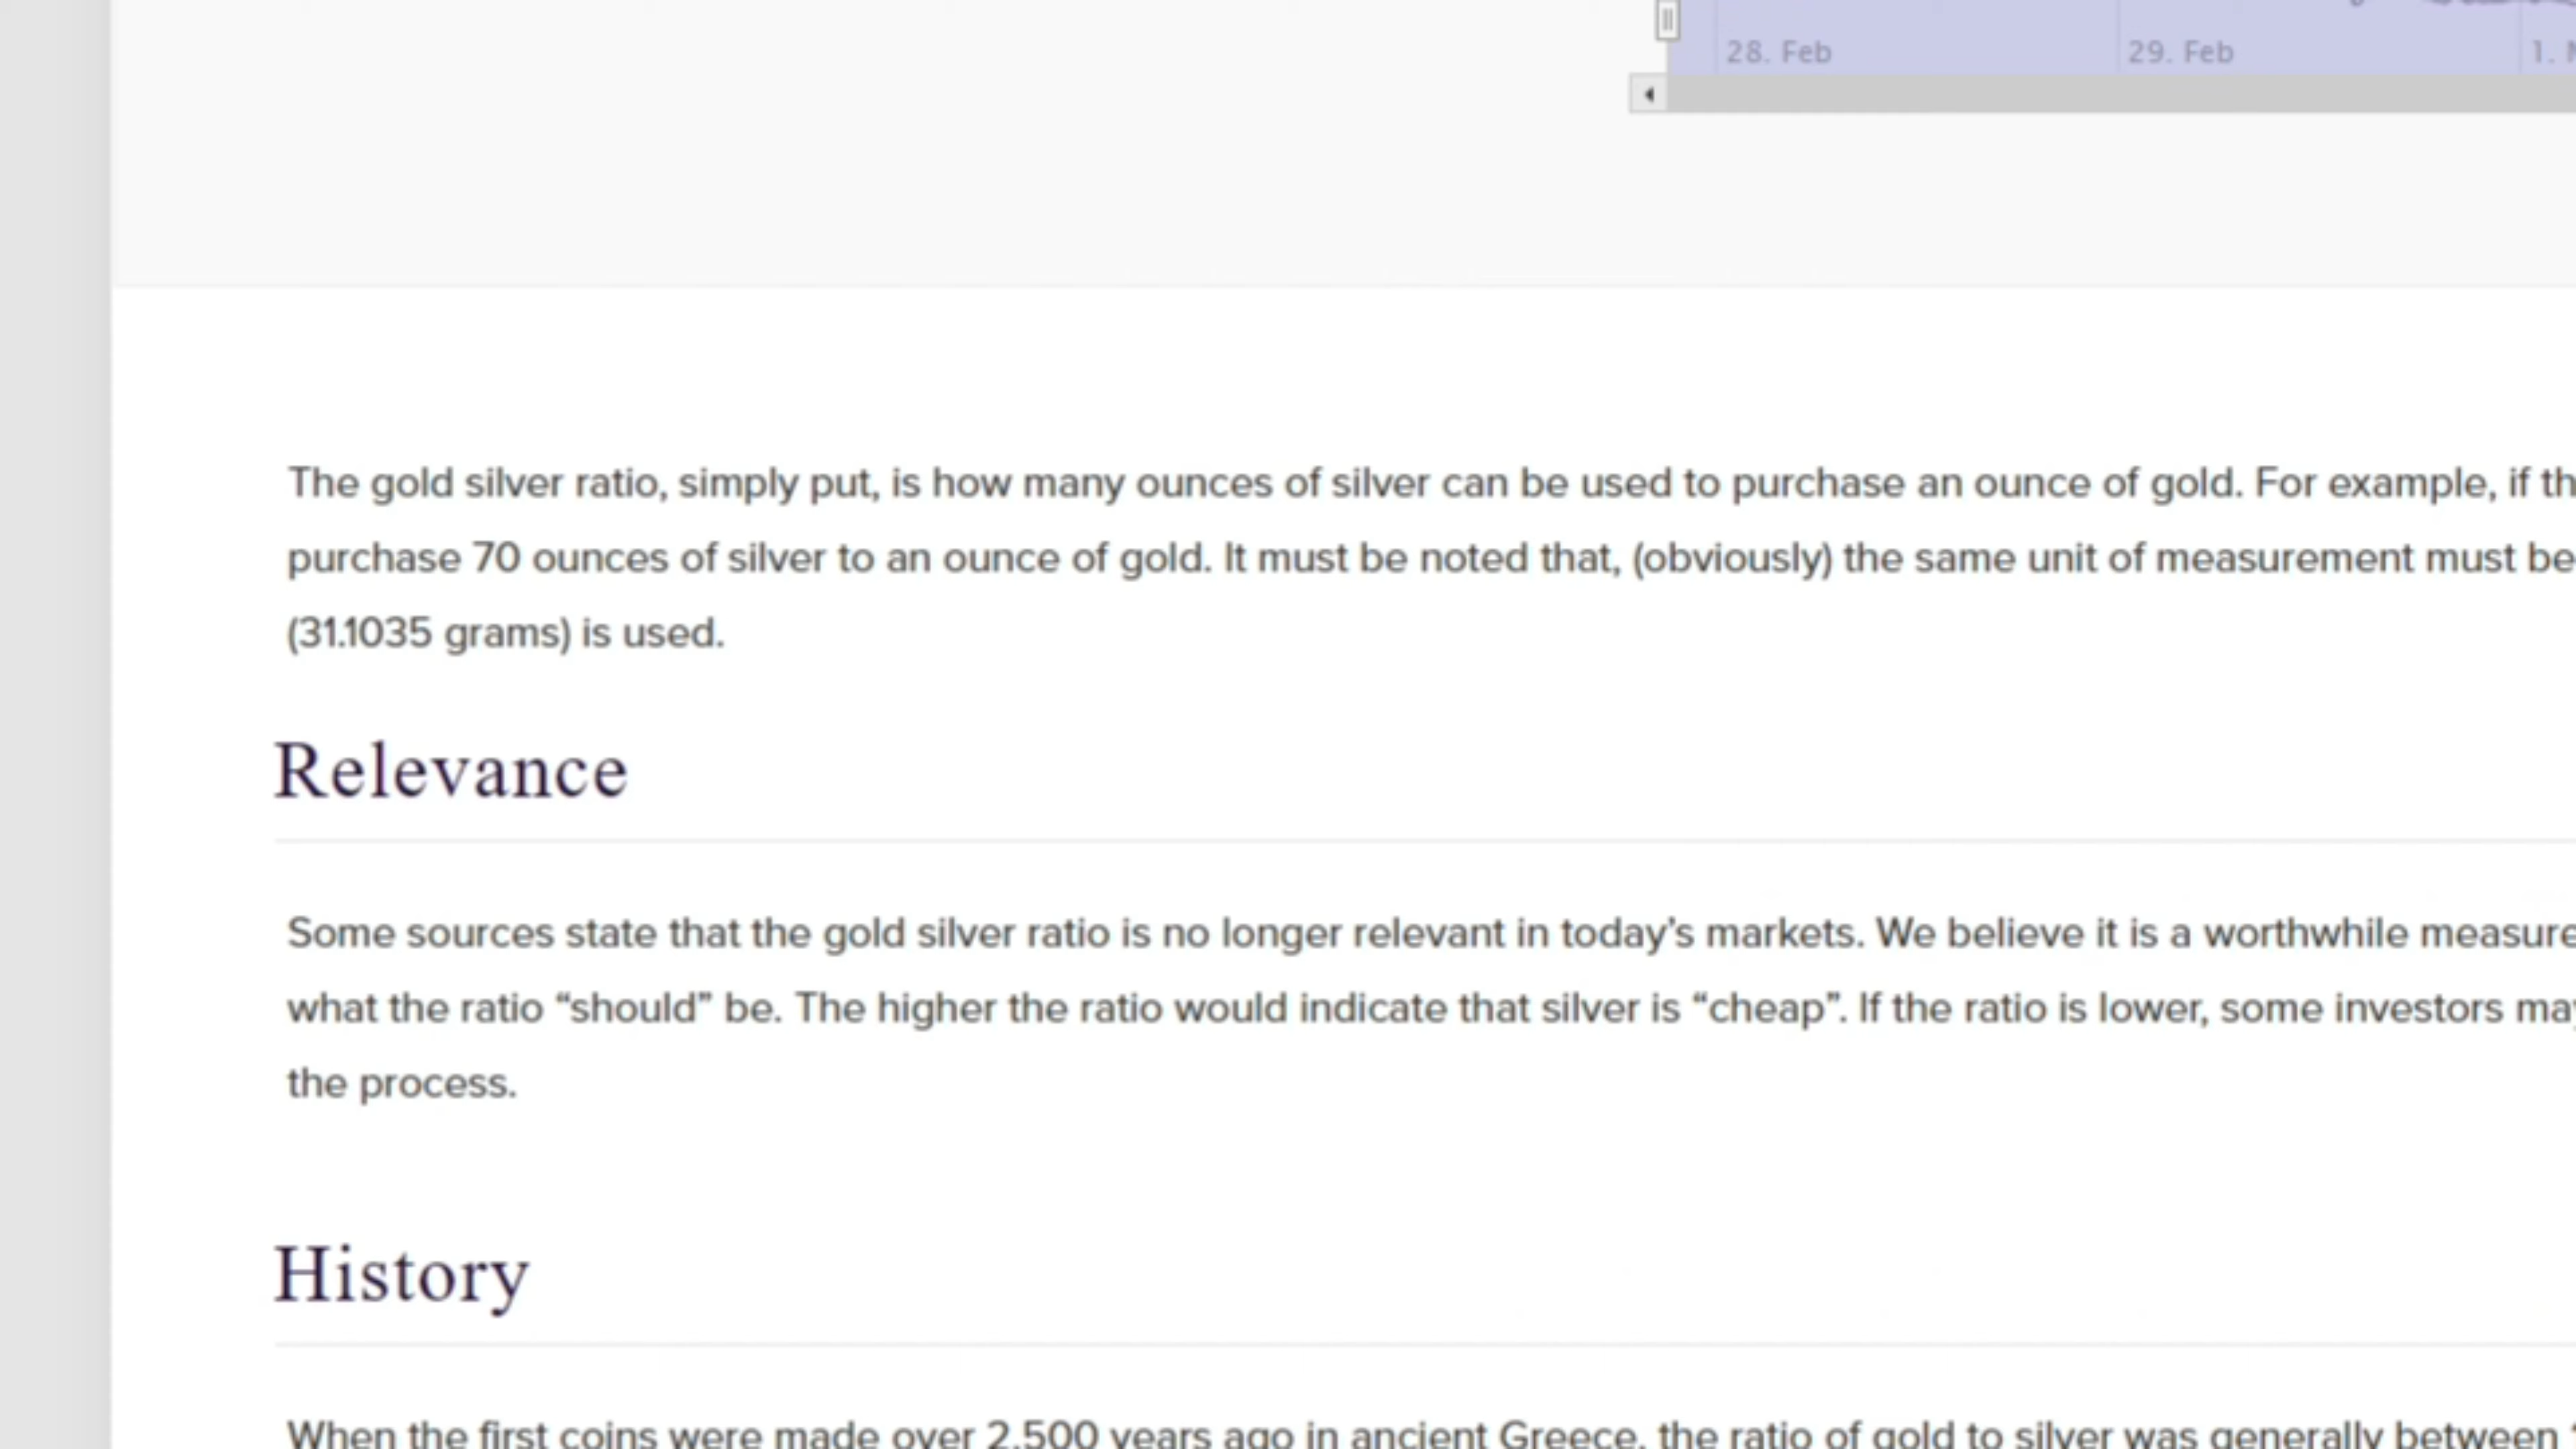 28. Feb 29. Feb 1.
The gold silver ratio, simply put, is how many ounces of silver can be used to purchase an ounce of gold. For example, if
purchase 70 ounces of silver to an ounce of gold. It must be noted that, (obviously) the same unit of measurement must be
(31.1035 grams) is used.
Relevance
Some sources state that the gold silver ratio is no longer relevant in today’s markets. We believe it is a worthwhile measure
what the ratio “should” be. The higher the ratio would indicate that silver is “cheap”. If the ratio is lower, some investors may
the process.
History
When the first coins were made over 2,500 years ago in ancient Greece, the ratio of gold to silver was generally between